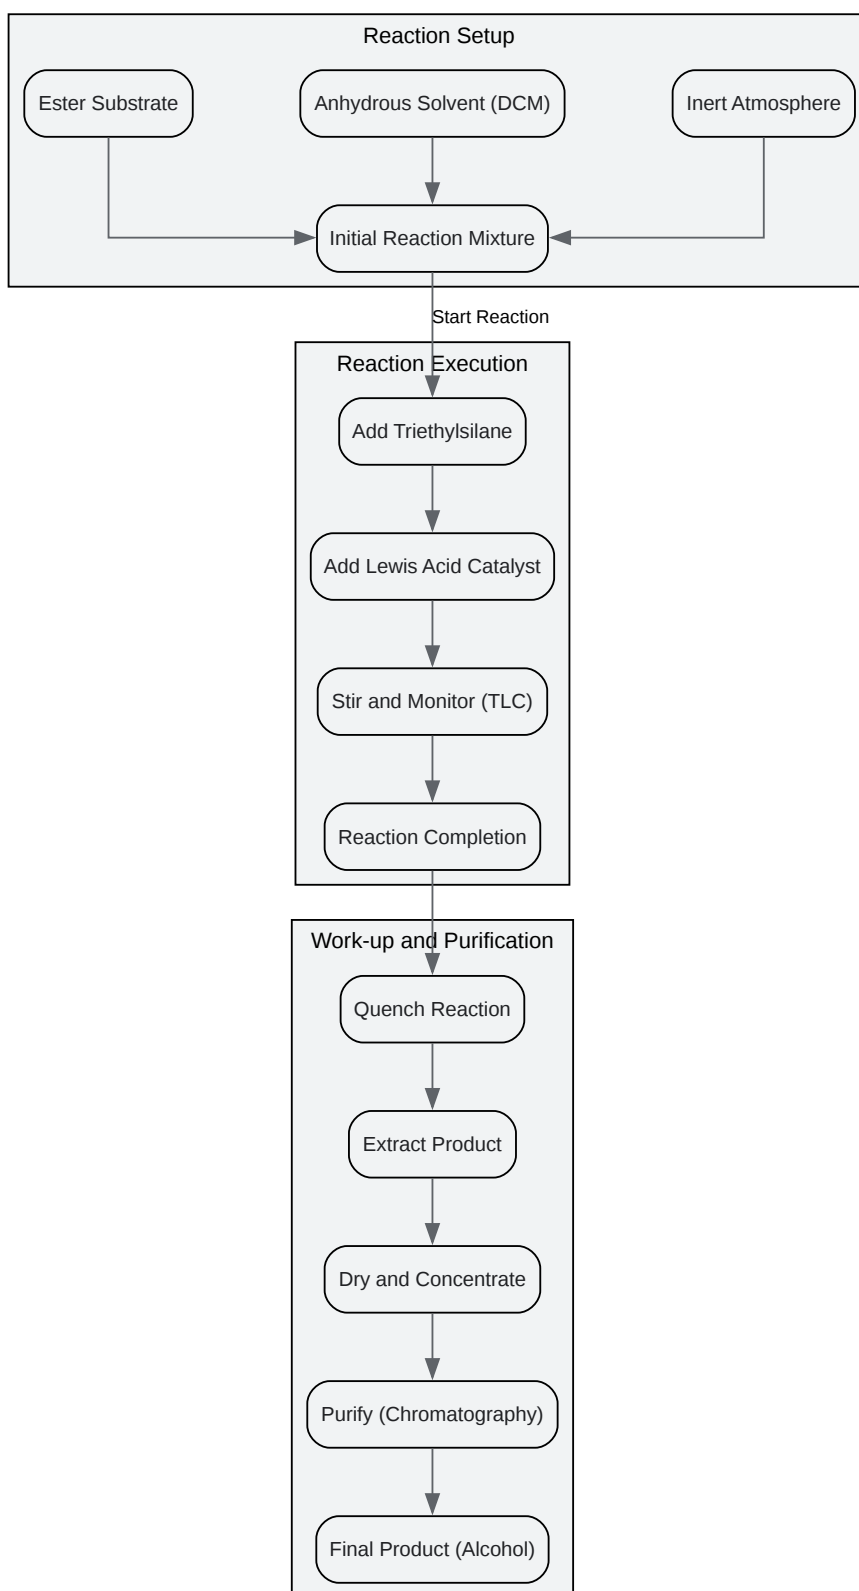 Reaction Setup
Ester Substrate
Anhydrous Solvent (DCM)
Inert Atmosphere
Initial Reaction Mixture
Start Reaction
Reaction Execution
Add Triethylsilane
Add Lewis Acid Catalyst
Stir and Monitor (TLC)
Reaction Completion
Work-up and Purification
Quench Reaction
Extract Product
Dry and Concentrate
Purify (Chromatography)
Final Product (Alcohol)